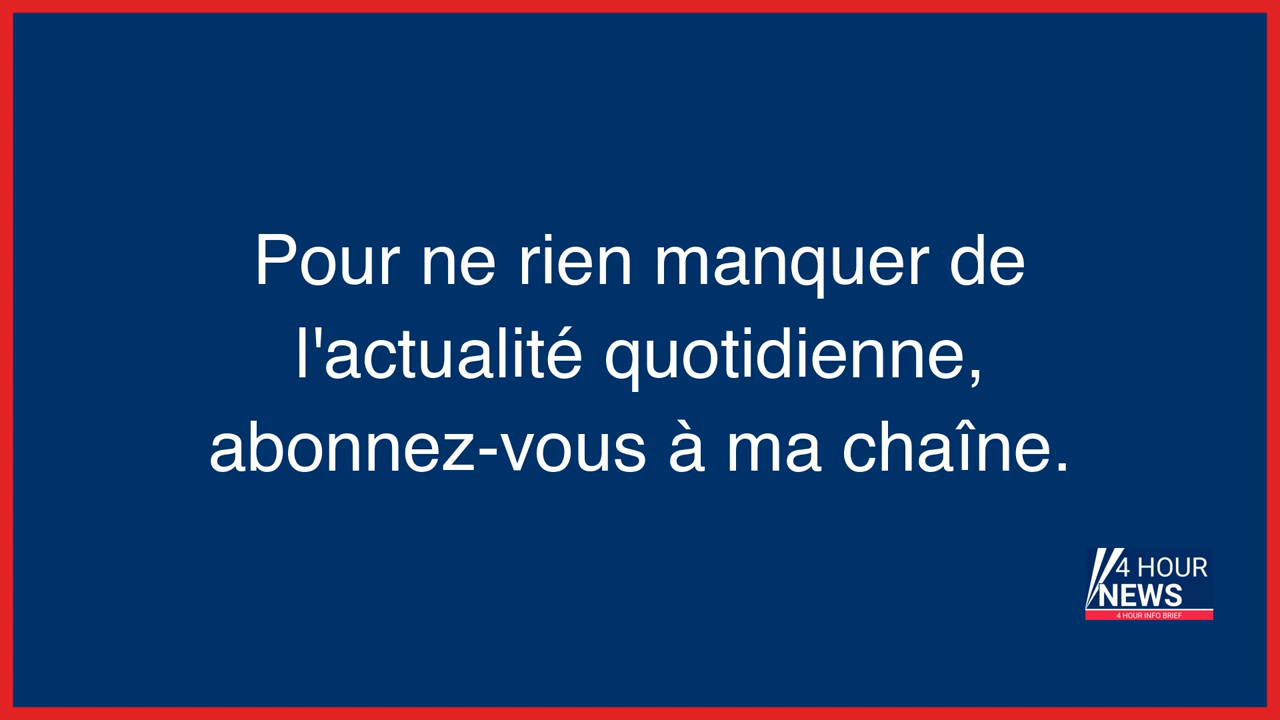 Pour ne rien manquer de
l'actualité quotidienne,
abonnez-vous à ma chaîne.
4 HOUR
NEWS
4 HOUR INFO BRIEF